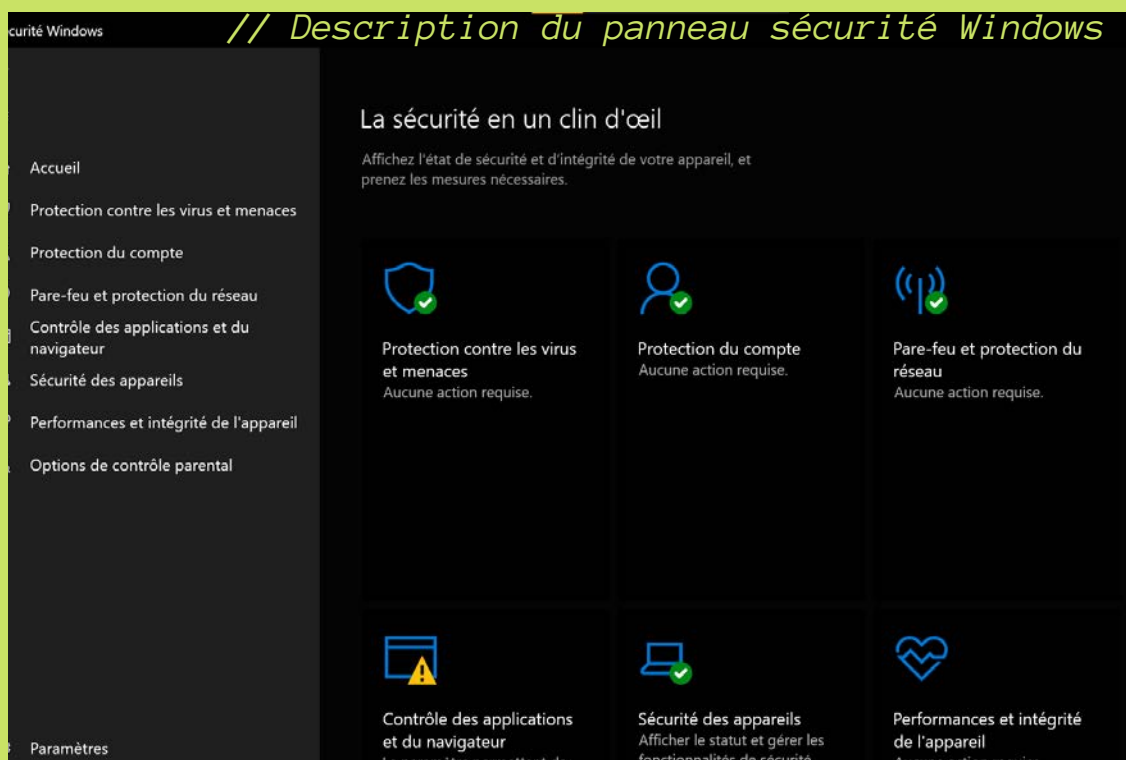 curité Windows
// Description du panneau sécurité Windows
Accueil
Protection contre les virus et menaces
Protection du compte
Pare-feu et protection du réseau
Contrôle des applications et du
navigateur
Sécurité des appareils
Performances et intégrité de l'appareil
Options de contrôle parental
Paramètres
La sécurité en un clin d'œil
Affichez l'état de sécurité et d'intégrité de votre appareil, et
prenez les mesures nécessaires.
Protection contre les virus
et menaces
Aucune action requise.
Protection du compte
Aucune action requise.
Pare-feu et protection du
réseau
Aucune action requise.
Contrôle des applications
et du navigateur
Sécurité des appareils
Afficher le statut et gérer les
fonctionnalités de sécurité
Performances et intégrité
de l'appareil